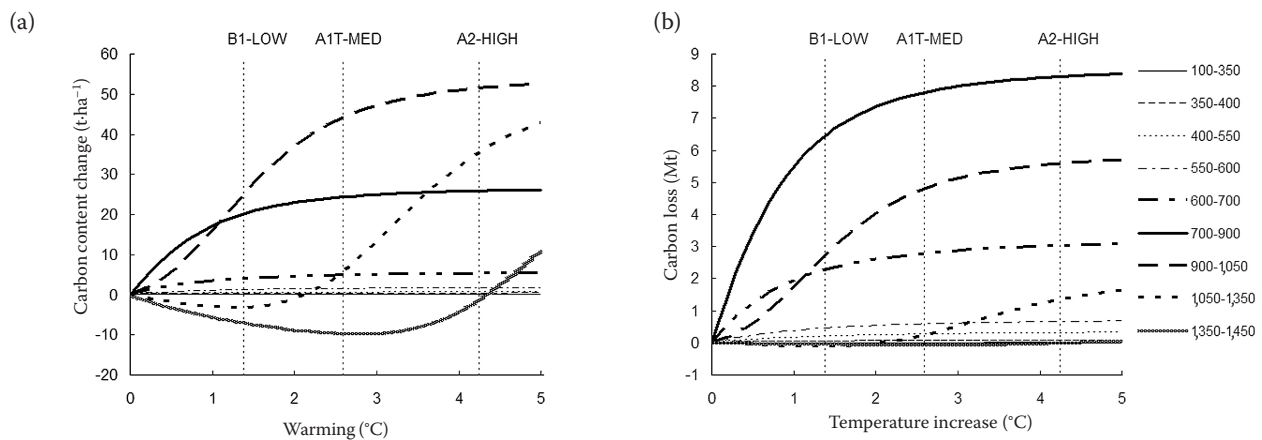 (a)
B1-LOW A1T-MED A2-HIGH
60
50
40
30
20
10
0
-10
-20
Carbon content change (t·ha⁻¹)
0 1 2 3 4 5
Warming (°C)
(b)
B1-LOW A1T-MED A2-HIGH
9
8
7
6
5
4
3
2
1
0
-1
Carbon loss (Mt)
0 1 2 3 4 5
Temperature increase (°C)
100-350
350-400
400-550
550-600
600-700
700-900
900-1,050
1,050-1,350
1,350-1,450